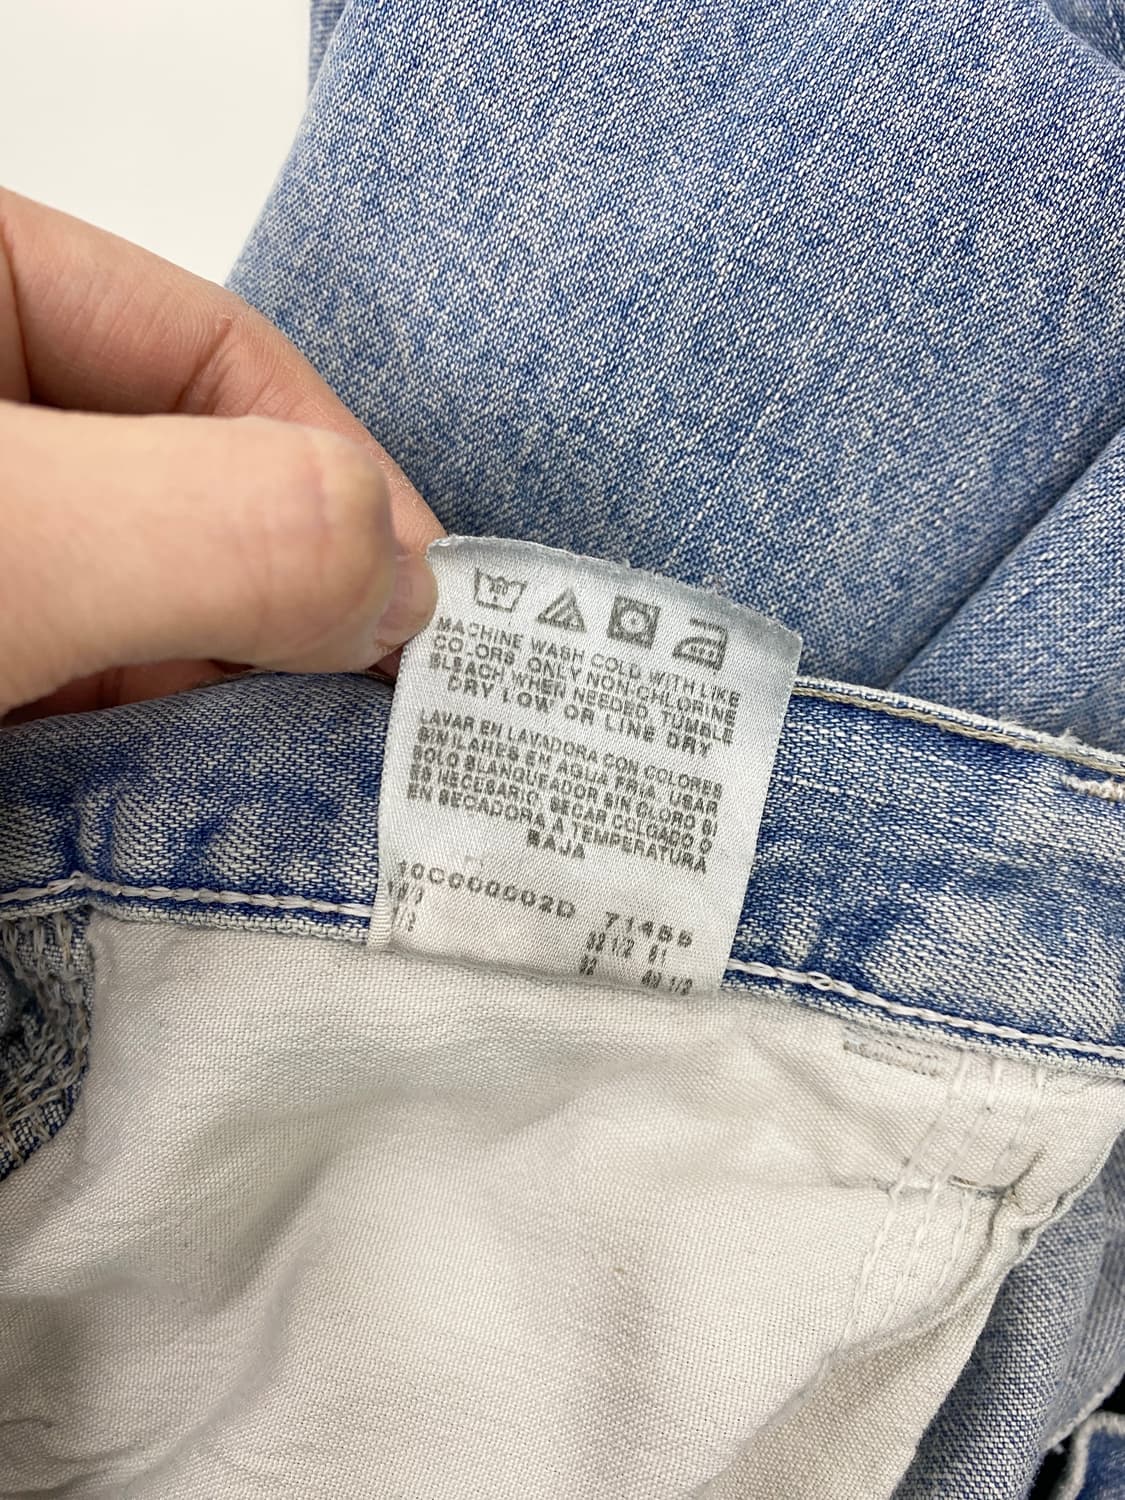 MACHINE WASH COLD WITH LIKE
COLORS. ONLY NON-CHLORINE
BLEACH WHEN NEEDED. TUMBLE
DRY LOW OR LINE DRY
LAVAR EN LAVADORA CON COLORES
SIMILARES EN AGUA FRIA. USAR
SOLO BLANQUEADOR SIN CLORO SI
ES NECESARIO. SECAR COLGADO O
EN SECADORA A TEMPERATURA
BAJA